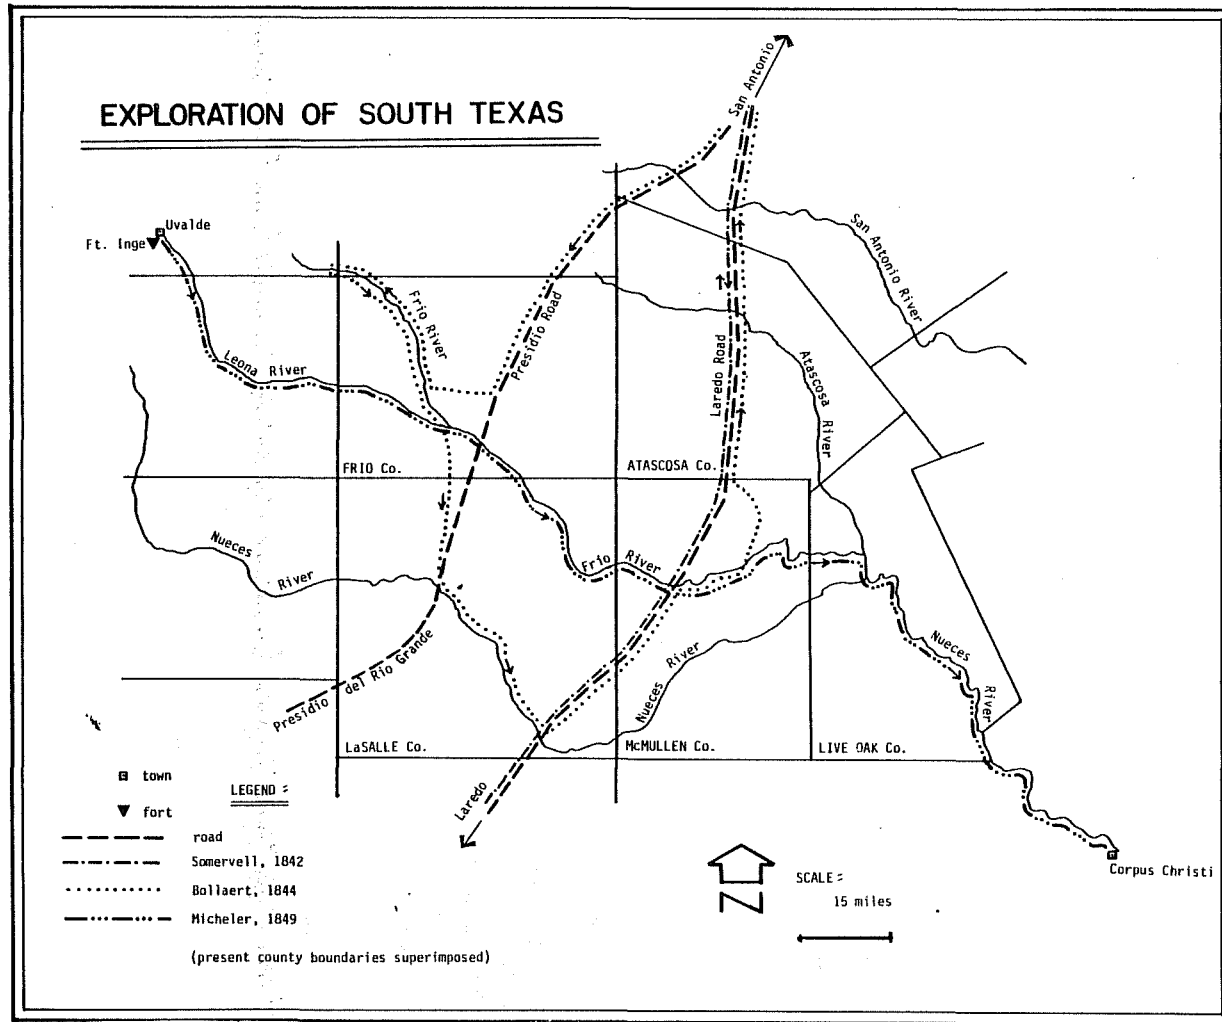 EXPLORATION OF SOUTH TEXAS
San Antonio
Uvalde
Ft. Inge
San Antonio River
Frio River
Presidio Road
Leona River
Laredo Road
Atascosa River
FRIO Co.
ATASCOSA Co.
Nueces River
Frio River
Nueces River
Presidio del Rio Grande
Nueces River
LaSALLE Co.
McMULLEN Co.
LIVE OAK Co.
Laredo
Corpus Christi
town
LEGEND =
fort
road
Somervell, 1842
Bollaert, 1844
Micheler, 1849
(present county boundaries superimposed)
N
SCALE =
15 miles